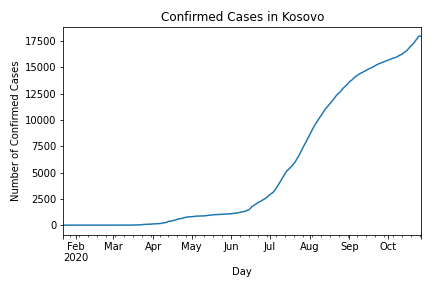 Confirmed Cases in Kosovo
Number of Confirmed Cases
17500
15000
12500
10000
7500
5000
2500
0
Feb Mar Apr May Jun Jul Aug Sep Oct
2020
Day